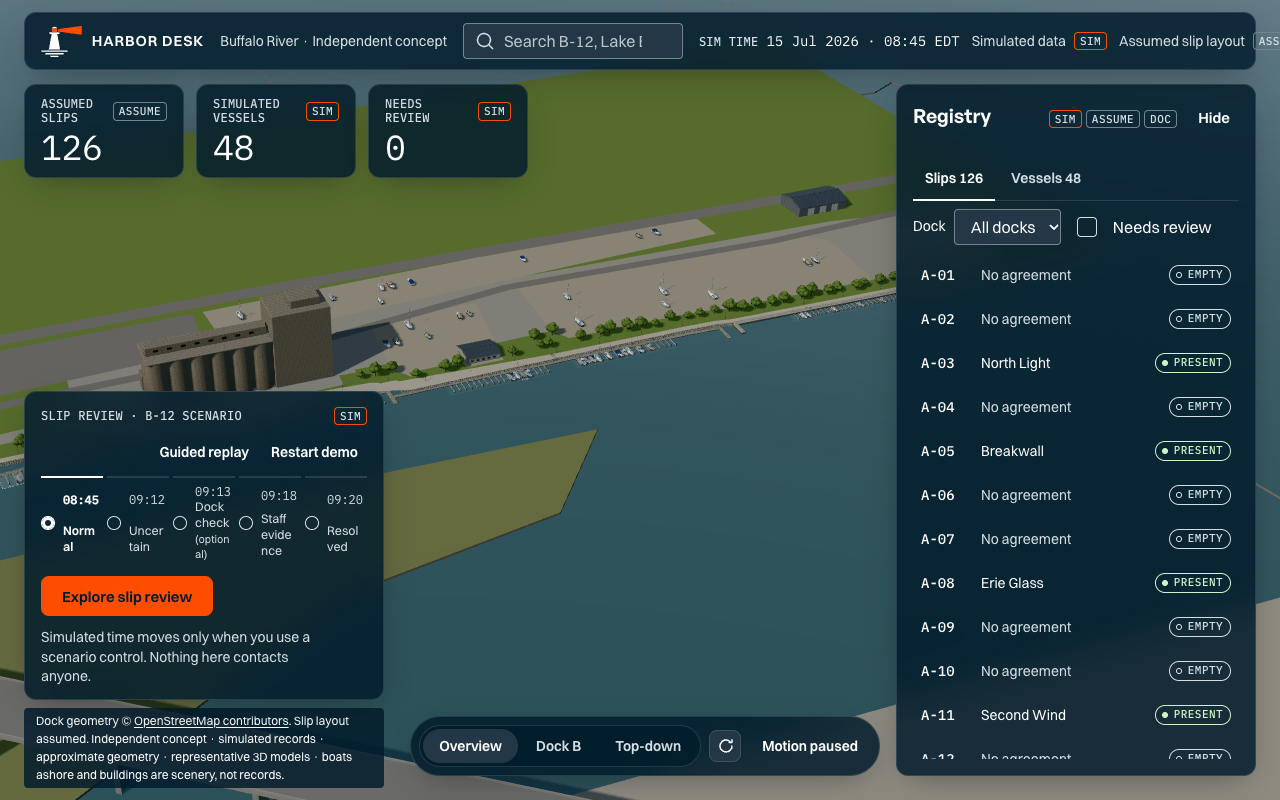 HARBOR DESK
Buffalo River · Independent concept
Search B-12, Lake
SIM TIME 15 Jul 2026 · 08:45 EDT
Simulated data SIM
Assumed slip layout ASS
ASSUMED SLIPS ASSUME
126
SIMULATED VESSELS SIM
48
NEEDS REVIEW SIM
0
Registry
SIM ASSUME DOC
Hide
Slips 126
Vessels 48
Dock All docks
Needs review
A-01 No agreement EMPTY
A-02 No agreement EMPTY
A-03 North Light PRESENT
A-04 No agreement EMPTY
A-05 Breakwall PRESENT
A-06 No agreement EMPTY
A-07 No agreement EMPTY
A-08 Erie Glass PRESENT
A-09 No agreement EMPTY
A-10 No agreement EMPTY
A-11 Second Wind PRESENT
A-12 No agreement EMPTY
SLIP REVIEW · B-12 SCENARIO SIM
Guided replay
Restart demo
08:45
Norm
al
09:12
Uncer
tain
09:13
Dock
check
(option
al)
09:18
Staff
evide
nce
09:20
Resol
ved
Explore slip review
Simulated time moves only when you use a
scenario control. Nothing here contacts
anyone.
Dock geometry © OpenStreetMap contributors. Slip layout
assumed. Independent concept · simulated records ·
approximate geometry · representative 3D models · boats
ashore and buildings are scenery, not records.
Overview
Dock B
Top-down
Motion paused